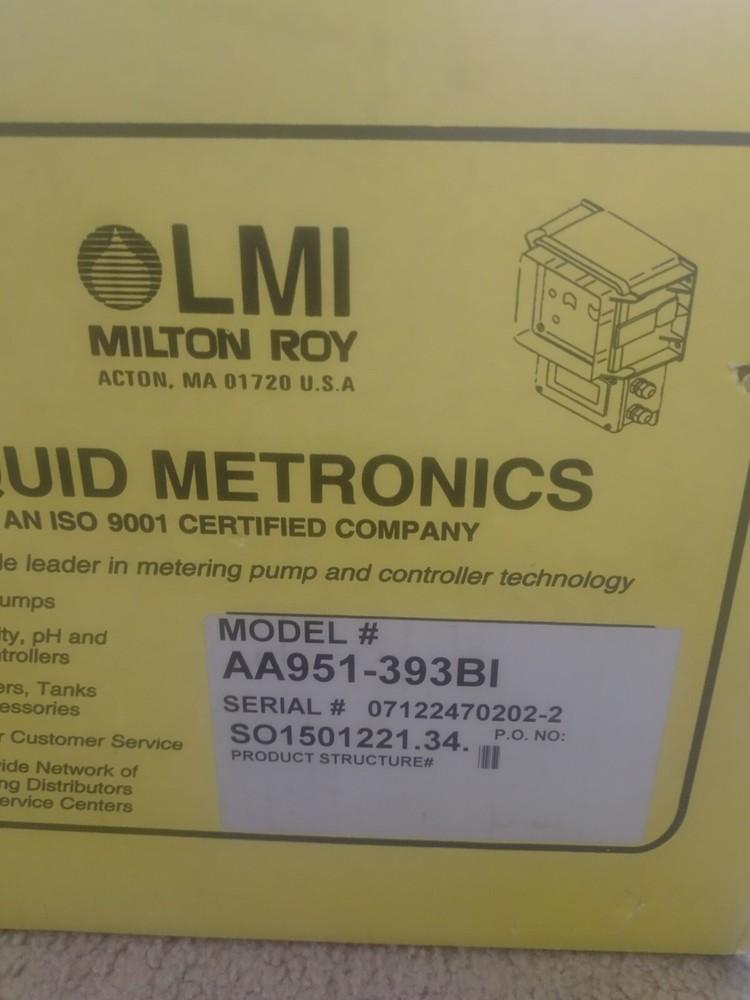 LMI
MILTON ROY
ACTON, MA 01720 U.S.A
QUID METRONICS
AN ISO 9001 CERTIFIED COMPANY
le leader in metering pump and controller technology
umps
ity, pH and
trollers
ers, Tanks
essories
r Customer Service
ide Network of
ng Distributors
ervice Centers
MODEL #
AA951-393BI
SERIAL # 07122470202-2
SO1501221.34. P.O. NO:
PRODUCT STRUCTURE#